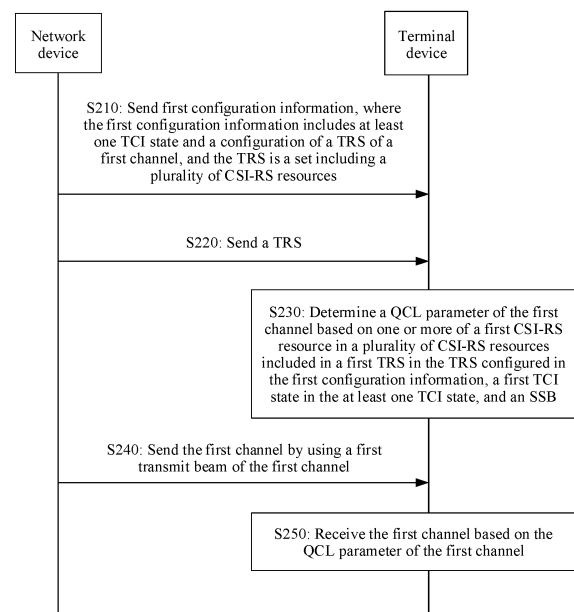 Network
device
Terminal
device
S210: Send first configuration information, where
the first configuration information includes at least
one TCI state and a configuration of a TRS of a
first channel, and the TRS is a set including a
plurality of CSI-RS resources
S220: Send a TRS
S230: Determine a QCL parameter of the first
channel based on one or more of a first CSI-RS
resource in a plurality of CSI-RS resources
included in a first TRS in the TRS configured in
the first configuration information, a first TCI
state in the at least one TCI state, and an SSB
S240: Send the first channel by using a first
transmit beam of the first channel
S250: Receive the first channel based on the
QCL parameter of the first channel